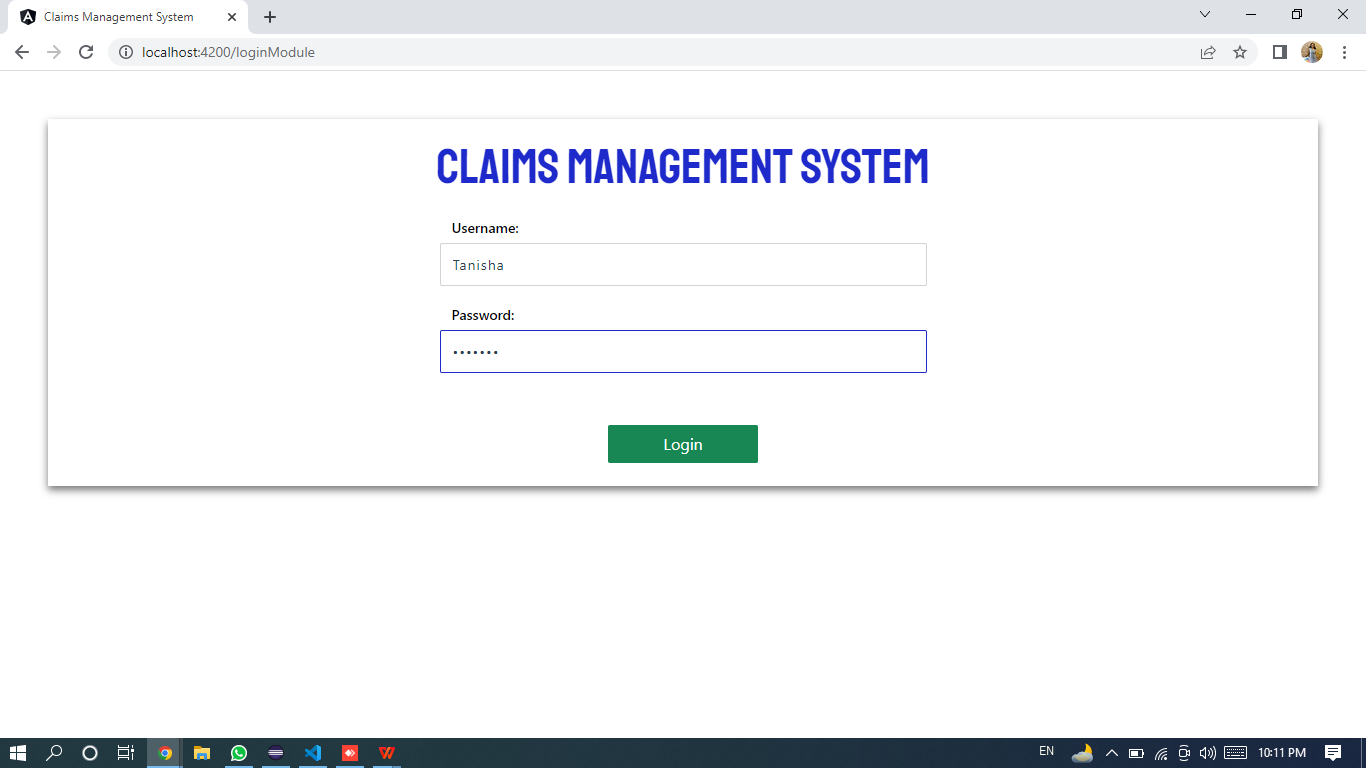 Claims Management System
localhost:4200/loginModule
CLAIMS MANAGEMENT SYSTEM
Username:
Tanisha
Password:
•••••••
Login
EN
10:11 PM